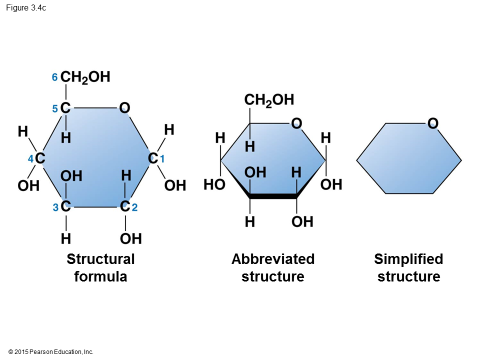 Figure 3.4c
6 CH₂OH
5 C O
H H H
4 C C 1
OH OH H OH
3 C C 2
H OH
Structural
formula
CH₂OH
O
H H H
OH H
HO OH
H OH
Abbreviated
structure
O
Simplified
structure
© 2015 Pearson Education, Inc.